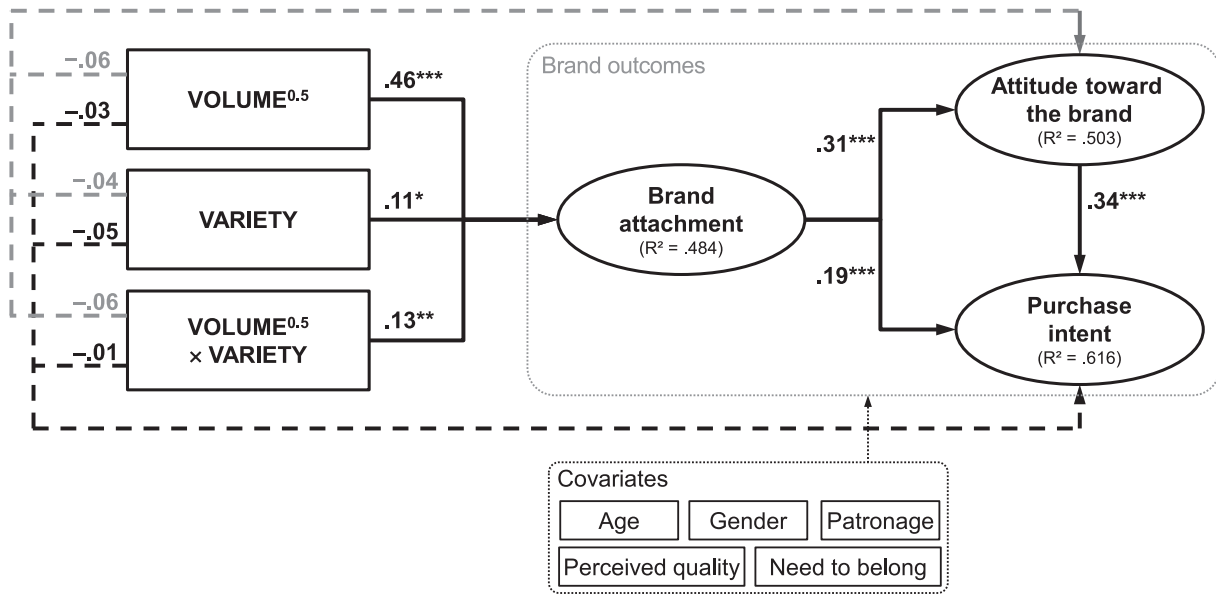 –.06
–.03
VOLUME⁰·⁵
.46***
–.04
–.05
VARIETY
.11*
–.06
–.01
VOLUME⁰·⁵
× VARIETY
.13**
Brand outcomes
Brand
attachment
(R² = .484)
.31***
.19***
Attitude toward
the brand
(R² = .503)
.34***
Purchase
intent
(R² = .616)
Covariates
Age
Gender
Patronage
Perceived quality
Need to belong